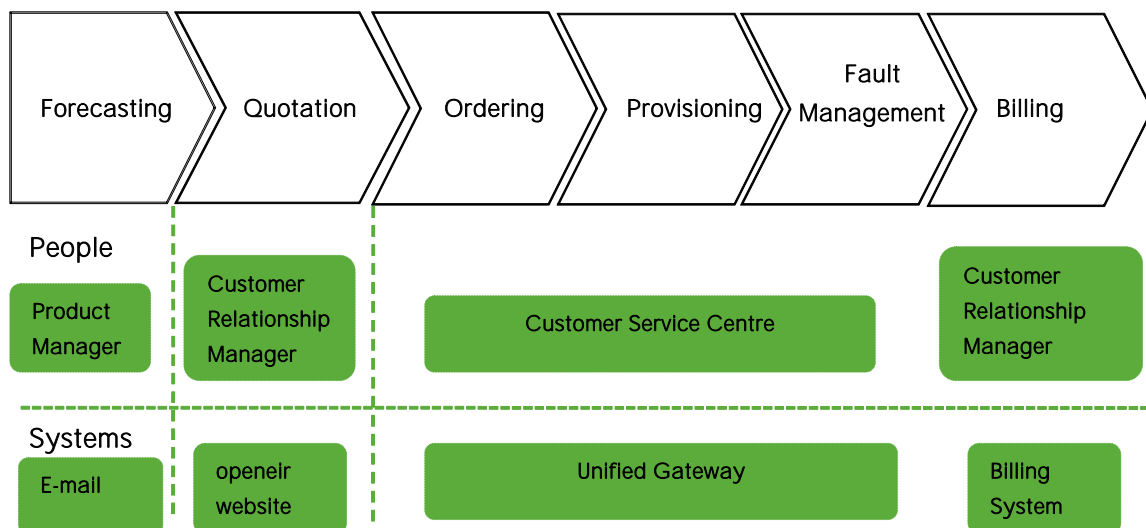 Forecasting
Quotation
Ordering
Provisioning
Fault
Management
Billing
People
Product
Manager
Customer
Relationship
Manager
Customer Service Centre
Customer
Relationship
Manager
Systems
E-mail
openeir
website
Unified Gateway
Billing
System